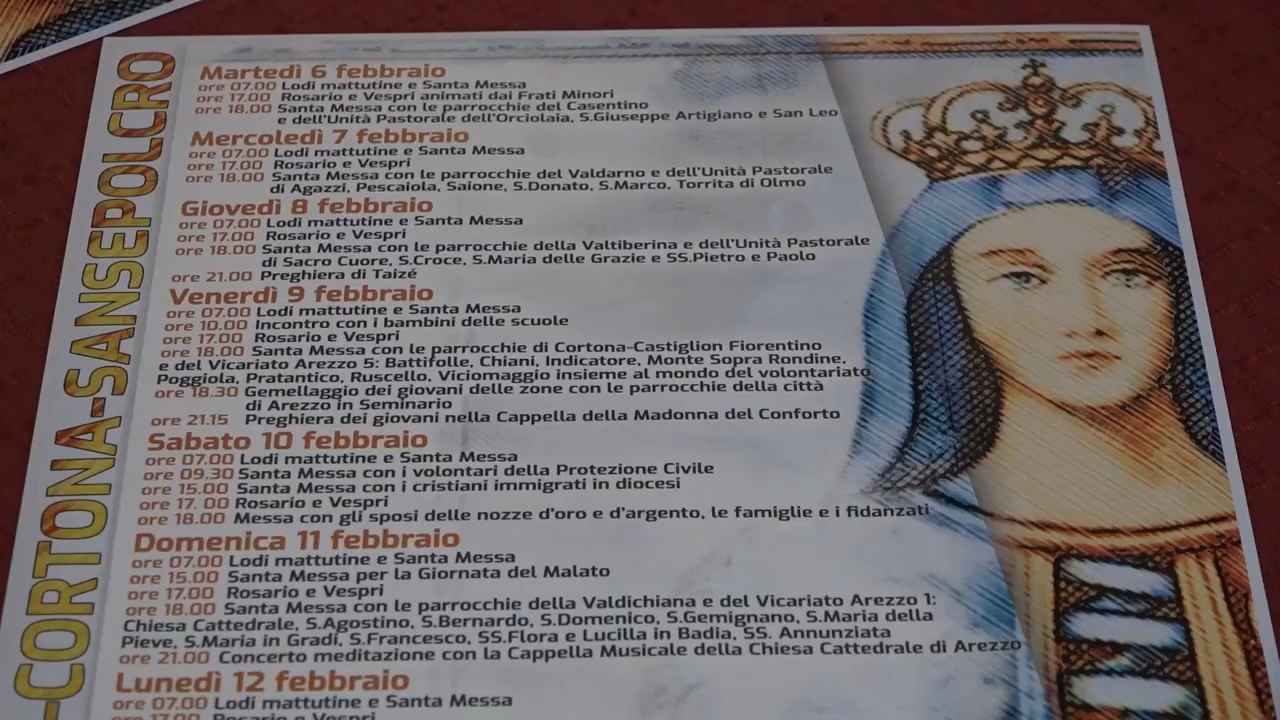 -CORTONA-SANSEPOLCRO
Martedì 6 febbraio
ore 07.00 Lodi mattutine e Santa Messa
ore 17.00 Rosario e Vespri animati dai Frati Minori
ore 18.00 Santa Messa con le parrocchie del Casentino
e dell'Unità Pastorale dell'Orciolaia, S.Giuseppe Artigiano e San Leo
Mercoledì 7 febbraio
ore 07.00 Lodi mattutine e Santa Messa
ore 17.00 Rosario e Vespri
ore 18.00 Santa Messa con le parrocchie del Valdarno e dell'Unità Pastorale
di Agazzi, Pescaiola, Saione, S.Donato, S.Marco, Torrita di Olmo
Giovedì 8 febbraio
ore 07.00 Lodi mattutine e Santa Messa
ore 17.00 Rosario e Vespri
ore 18.00 Santa Messa con le parrocchie della Valtiberina e dell'Unità Pastorale
di Sacro Cuore, S.Croce, S.Maria delle Grazie e SS.Pietro e Paolo
ore 21.00 Preghiera di Taizé
Venerdì 9 febbraio
ore 07.00 Lodi mattutine e Santa Messa
ore 10.00 Incontro con i bambini delle scuole
ore 17.00 Rosario e Vespri
ore 18.00 Santa Messa con le parrocchie di Cortona-Castiglion Fiorentino
e del Vicariato Arezzo 5: Battifolle, Chiani, Indicatore, Monte Sopra Rondine,
Poggiola, Pratantico, Ruscello, Viciomaggio insieme al mondo del volontariato
ore 18.30 Gemellaggio dei giovani delle zone con le parrocchie della città
di Arezzo in Seminario
ore 21.15 Preghiera dei giovani nella Cappella della Madonna del Conforto
Sabato 10 febbraio
ore 07.00 Lodi mattutine e Santa Messa
ore 09.30 Santa Messa con i volontari della Protezione Civile
ore 15.00 Santa Messa con i cristiani immigrati in diocesi
ore 17. 00 Rosario e Vespri
ore 18.00 Messa con gli sposi delle nozze d'oro e d'argento, le famiglie e i fidanzati
Domenica 11 febbraio
ore 07.00 Lodi mattutine e Santa Messa
ore 15.00 Santa Messa per la Giornata del Malato
ore 17.00 Rosario e Vespri
ore 18.00 Santa Messa con le parrocchie della Valdichiana e del Vicariato Arezzo 1:
Chiesa Cattedrale, S.Agostino, S.Bernardo, S.Domenico, S.Gemignano, S.Maria della
Pieve, S.Maria in Gradi, S.Francesco, SS.Flora e Lucilla in Badia, SS. Annunziata
ore 21.00 Concerto meditazione con la Cappella Musicale della Chiesa Cattedrale di Arezzo
Lunedì 12 febbraio
ore 07.00 Lodi mattutine e Santa Messa
ore 17.00 Rosario e Vespri